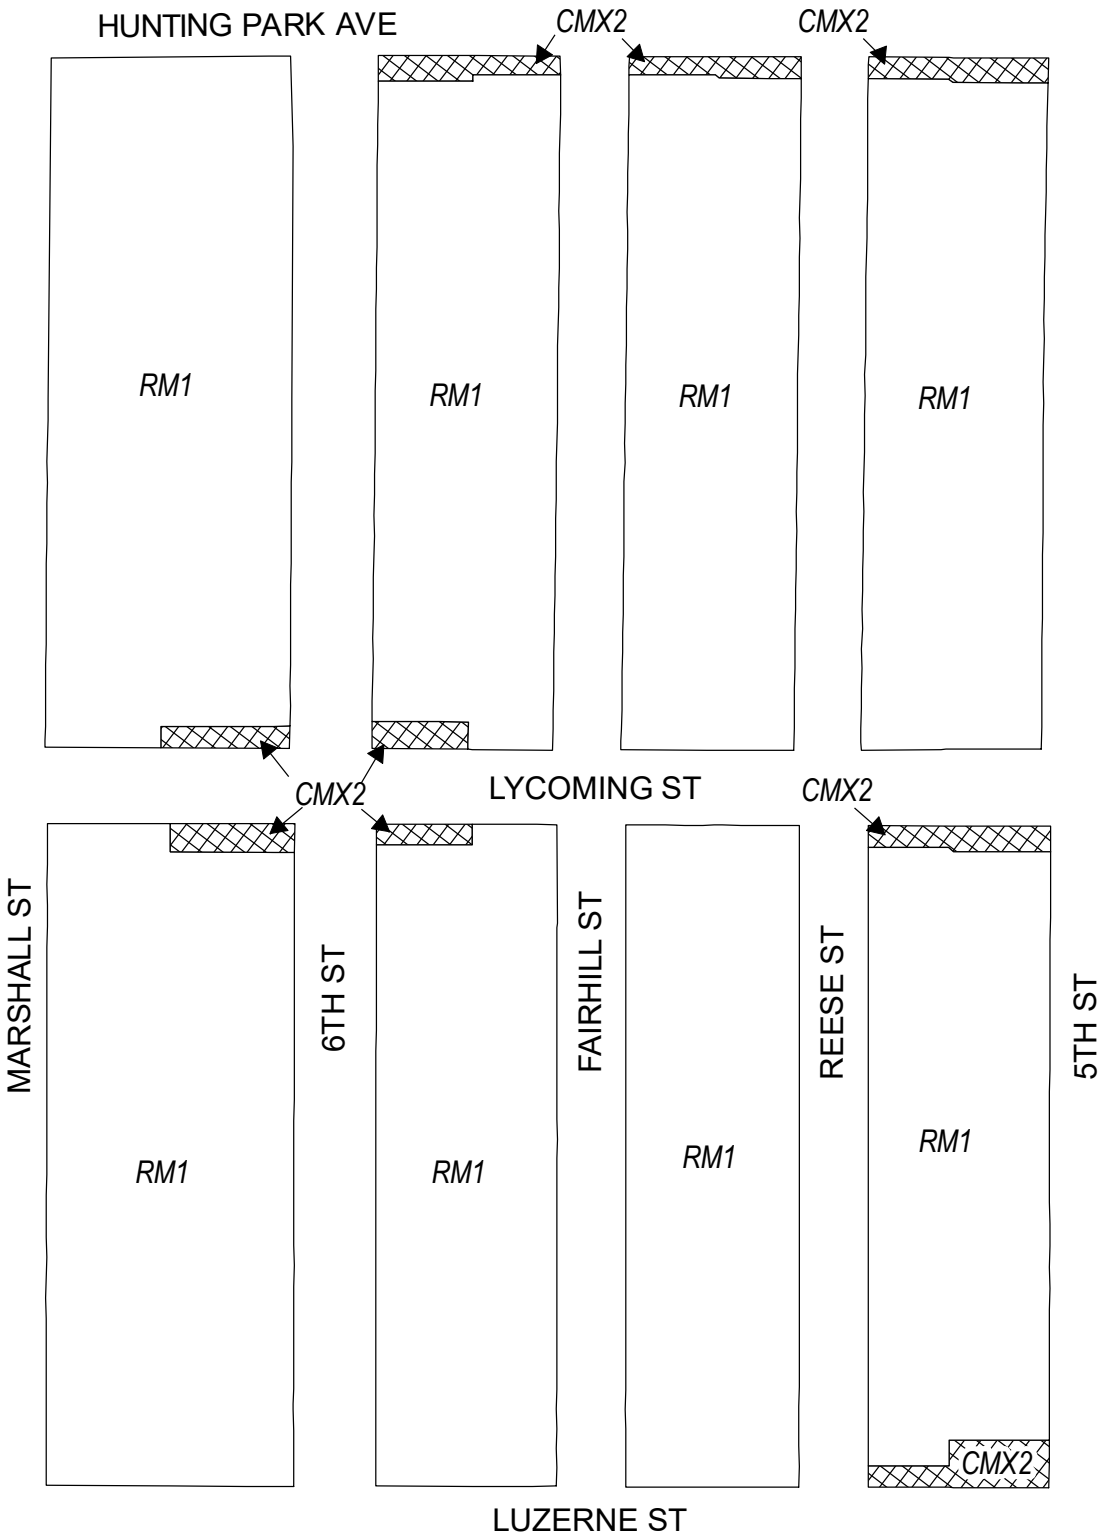 HUNTING PARK AVE
CMX2
CMX2
RM1
RM1
RM1
RM1
CMX2
LYCOMING ST
CMX2
MARSHALL ST
6TH ST
FAIRHILL ST
REESE ST
5TH ST
RM1
RM1
RM1
RM1
CMX2
LUZERNE ST